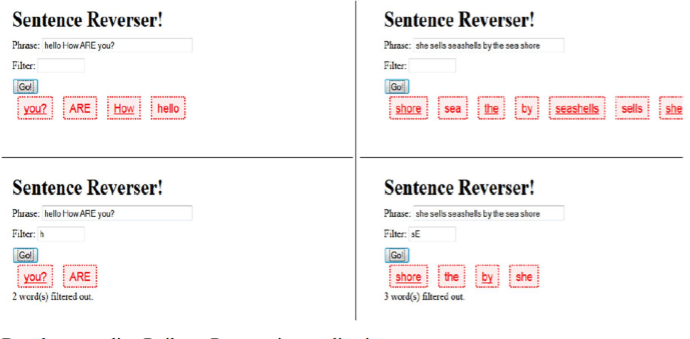 Sentence Reverser!
Phrase: hello How ARE you?
Filter:
Go!
you? ARE How hello
Sentence Reverser!
Phrase: she sells seashells by the sea shore
Filter:
Go!
shore sea the by seashells sells she
Sentence Reverser!
Phrase: hello How ARE you?
Filter: h
Go!
you? ARE
2 word(s) filtered out.
Sentence Reverser!
Phrase: she sells seashells by the sea shore
Filter: sE
Go!
shore the by she
3 word(s) filtered out.